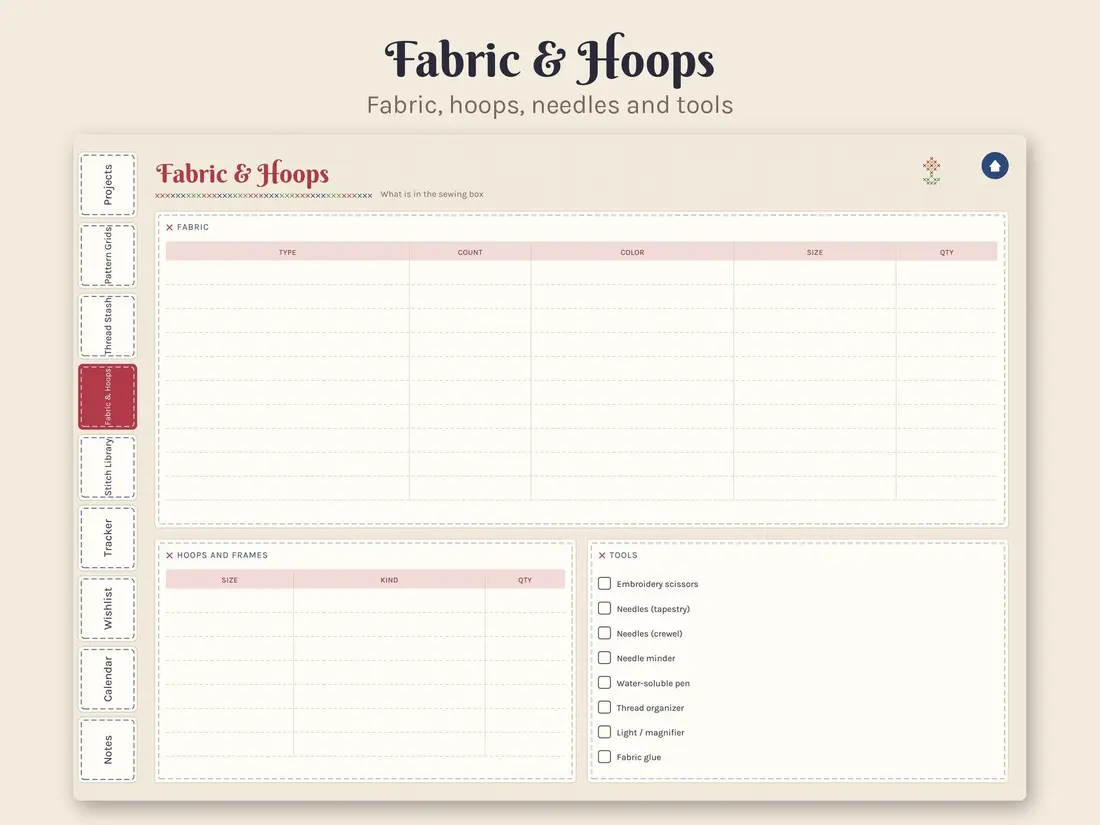 Fabric & Hoops
Fabric, hoops, needles and tools
Projects
Pattern Grids
Thread Stash
Fabric & Hoops
Stitch Library
Tracker
Wishlist
Calendar
Notes
Fabric & Hoops
What is in the sewing box
FABRIC
TYPE COUNT COLOR SIZE QTY
HOOPS AND FRAMES
SIZE KIND QTY
TOOLS
Embroidery scissors
Needles (tapestry)
Needles (crewel)
Needle minder
Water-soluble pen
Thread organizer
Light / magnifier
Fabric glue